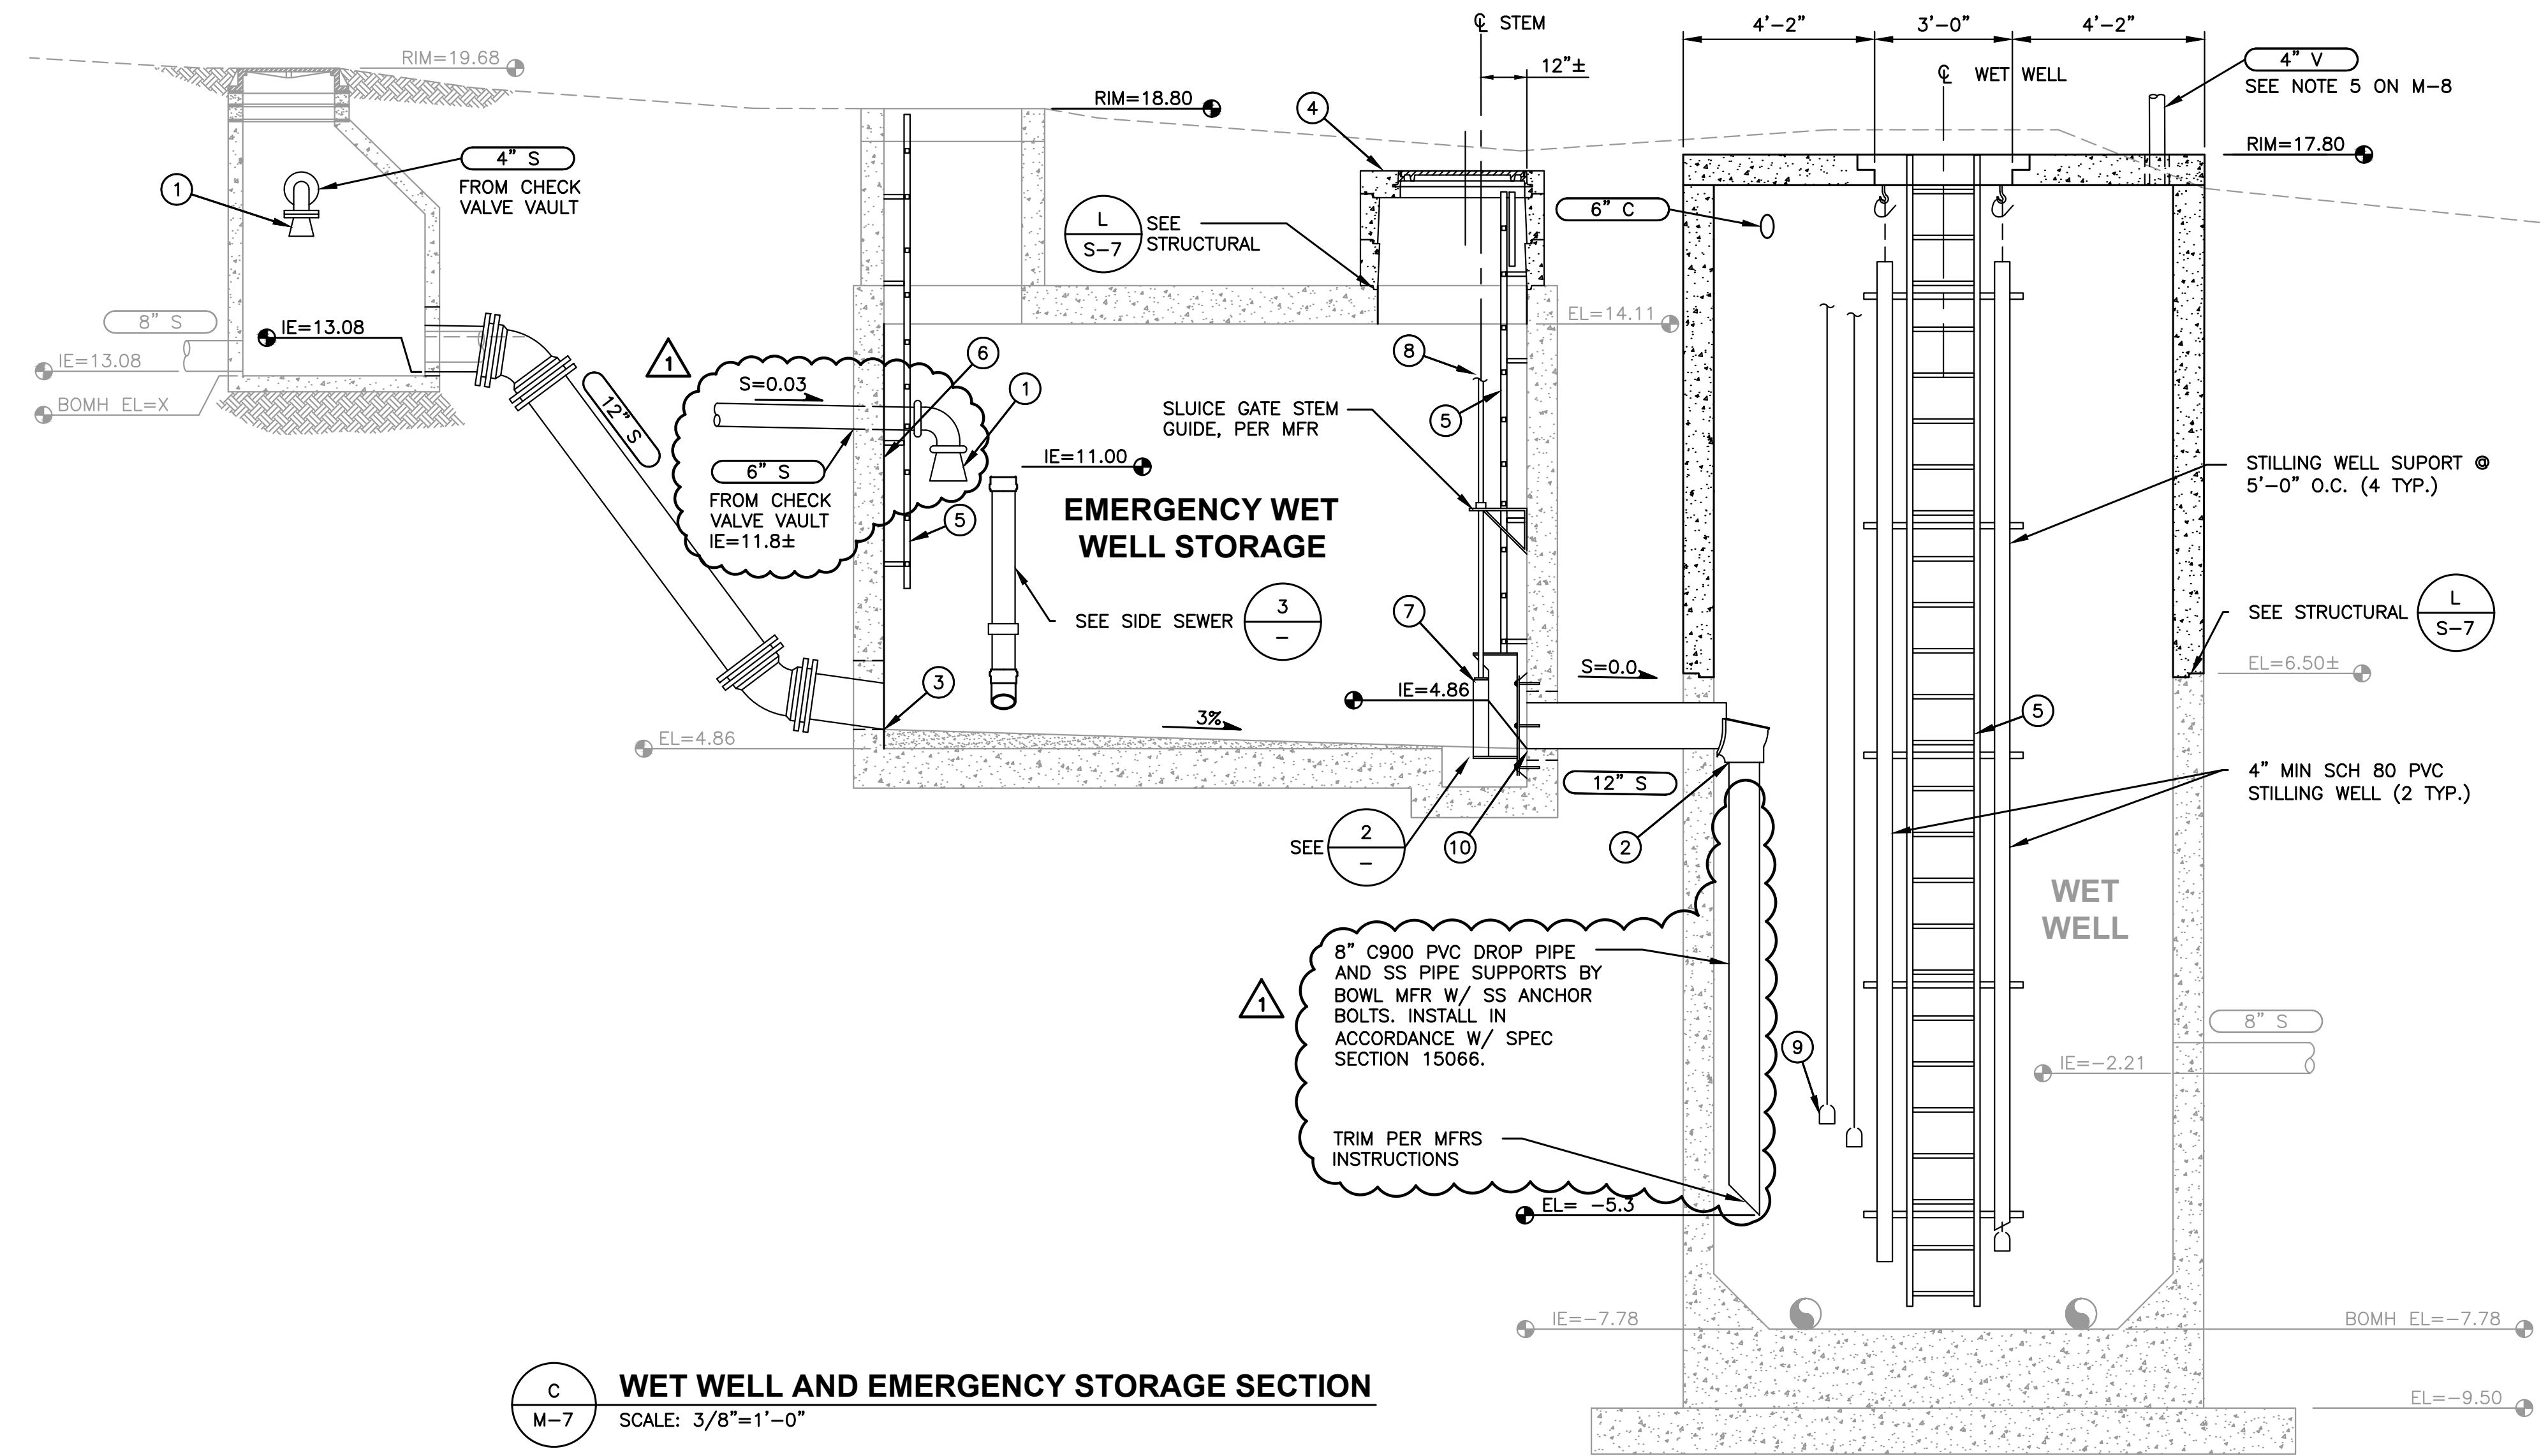 ℄ STEM
12"±
4'-2"
3'-0"
4'-2"
℄ WET WELL
4" V
SEE NOTE 5 ON M-8
RIM=19.68
RIM=18.80
RIM=17.80
4
1
4" S
FROM CHECK
VALVE VAULT
L
S-7
SEE
STRUCTURAL
6" C
8" S
IE=13.08
IE=13.08
BOMH EL=X
12" S
1
S=0.03
6" S
FROM CHECK
VALVE VAULT
IE=11.8±
6
1
5
IE=11.00
EMERGENCY WET
WELL STORAGE
SEE SIDE SEWER
3
–
EL=14.11
8
5
SLUICE GATE STEM
GUIDE, PER MFR
STILLING WELL SUPORT @
5'-0" O.C. (4 TYP.)
SEE STRUCTURAL
L
S-7
EL=6.50±
7
IE=4.86
S=0.0
3
3%
EL=4.86
5
12" S
4" MIN SCH 80 PVC
STILLING WELL (2 TYP.)
SEE
2
–
10
2
WET
WELL
1
8" C900 PVC DROP PIPE
AND SS PIPE SUPPORTS BY
BOWL MFR W/ SS ANCHOR
BOLTS. INSTALL IN
ACCORDANCE W/ SPEC
SECTION 15066.
TRIM PER MFRS
INSTRUCTIONS
EL= -5.3
9
8" S
IE=-2.21
IE=-7.78
BOMH EL=-7.78
EL=-9.50
C
M-7
WET WELL AND EMERGENCY STORAGE SECTION
SCALE: 3/8"=1'-0"